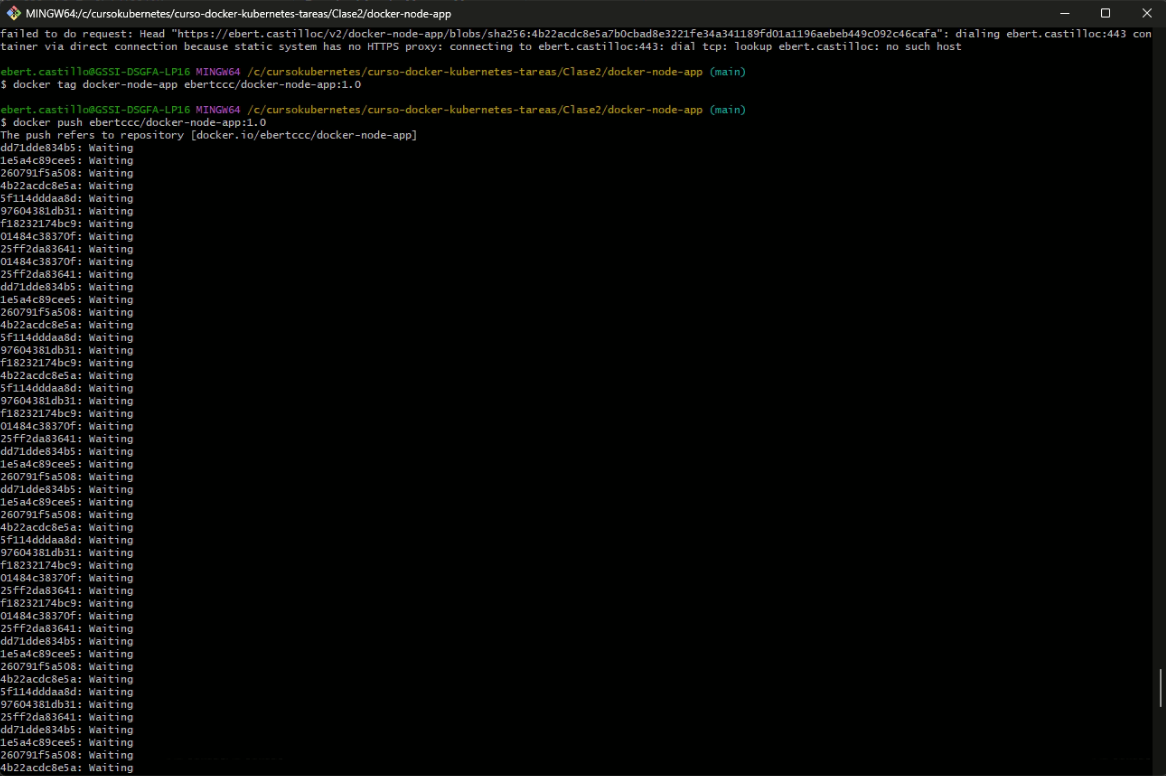 MINGW64:/c/cursokubernetes/curso-docker-kubernetes-tareas/Clase2/docker-node-app
failed to do request: Head "https://ebert.castilloc/v2/docker-node-app/blobs/sha256:4b22acdc8e5a7b0cbad8e3221fe34a341189fd01a1196aebeb449c092c46cafa": dialing ebert.castilloc:443 con
tainer via direct connection because static system has no HTTPS proxy: connecting to ebert.castilloc:443: dial tcp: lookup ebert.castilloc: no such host
ebert.castillo@GSSI-DSGFA-LP16 MINGW64 /c/cursokubernetes/curso-docker-kubernetes-tareas/Clase2/docker-node-app (main)
$ docker tag docker-node-app ebertccc/docker-node-app:1.0
ebert.castillo@GSSI-DSGFA-LP16 MINGW64 /c/cursokubernetes/curso-docker-kubernetes-tareas/Clase2/docker-node-app (main)
$ docker push ebertccc/docker-node-app:1.0
The push refers to repository [docker.io/ebertccc/docker-node-app]
dd71dde834b5: Waiting
1e5a4c89cee5: Waiting
260791f5a508: Waiting
4b22acdc8e5a: Waiting
5f114dddaa8d: Waiting
97604381db31: Waiting
f18232174bc9: Waiting
01484c38370f: Waiting
25ff2da83641: Waiting
01484c38370f: Waiting
25ff2da83641: Waiting
dd71dde834b5: Waiting
1e5a4c89cee5: Waiting
260791f5a508: Waiting
4b22acdc8e5a: Waiting
5f114dddaa8d: Waiting
97604381db31: Waiting
f18232174bc9: Waiting
4b22acdc8e5a: Waiting
5f114dddaa8d: Waiting
97604381db31: Waiting
f18232174bc9: Waiting
01484c38370f: Waiting
25ff2da83641: Waiting
dd71dde834b5: Waiting
1e5a4c89cee5: Waiting
260791f5a508: Waiting
dd71dde834b5: Waiting
1e5a4c89cee5: Waiting
260791f5a508: Waiting
4b22acdc8e5a: Waiting
5f114dddaa8d: Waiting
97604381db31: Waiting
f18232174bc9: Waiting
01484c38370f: Waiting
25ff2da83641: Waiting
f18232174bc9: Waiting
01484c38370f: Waiting
25ff2da83641: Waiting
dd71dde834b5: Waiting
1e5a4c89cee5: Waiting
260791f5a508: Waiting
4b22acdc8e5a: Waiting
5f114dddaa8d: Waiting
97604381db31: Waiting
25ff2da83641: Waiting
dd71dde834b5: Waiting
1e5a4c89cee5: Waiting
260791f5a508: Waiting
4b22acdc8e5a: Waiting